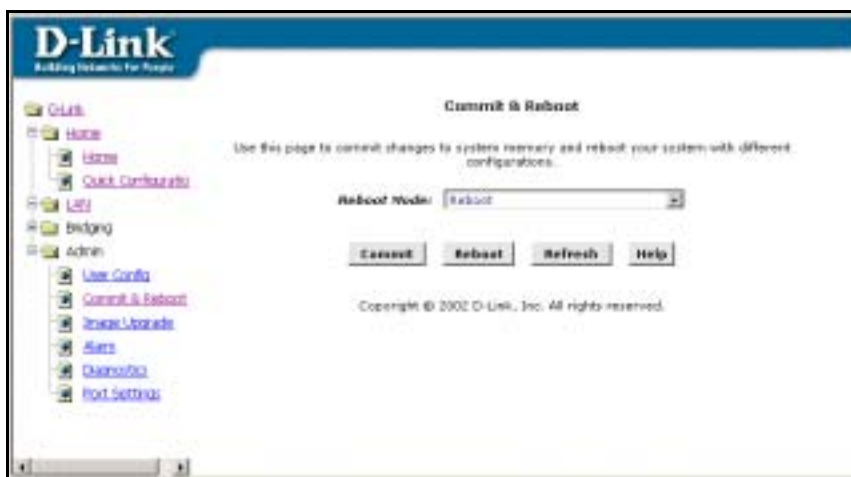 D-Link
Building Networks For People
D-Link
Home
Home
Quick Configuratio
LAN
Bridging
Admin
User Config
Commit & Reboot
Image Upgrade
Alarm
Diagnostics
Port Settings
Commit & Reboot
Use this page to commit changes to system memory and reboot your system with different
configurations.
Reboot Mode: Reboot
Commit Reboot Refresh Help
Copyright © 2002 D-Link, Inc. All rights reserved.